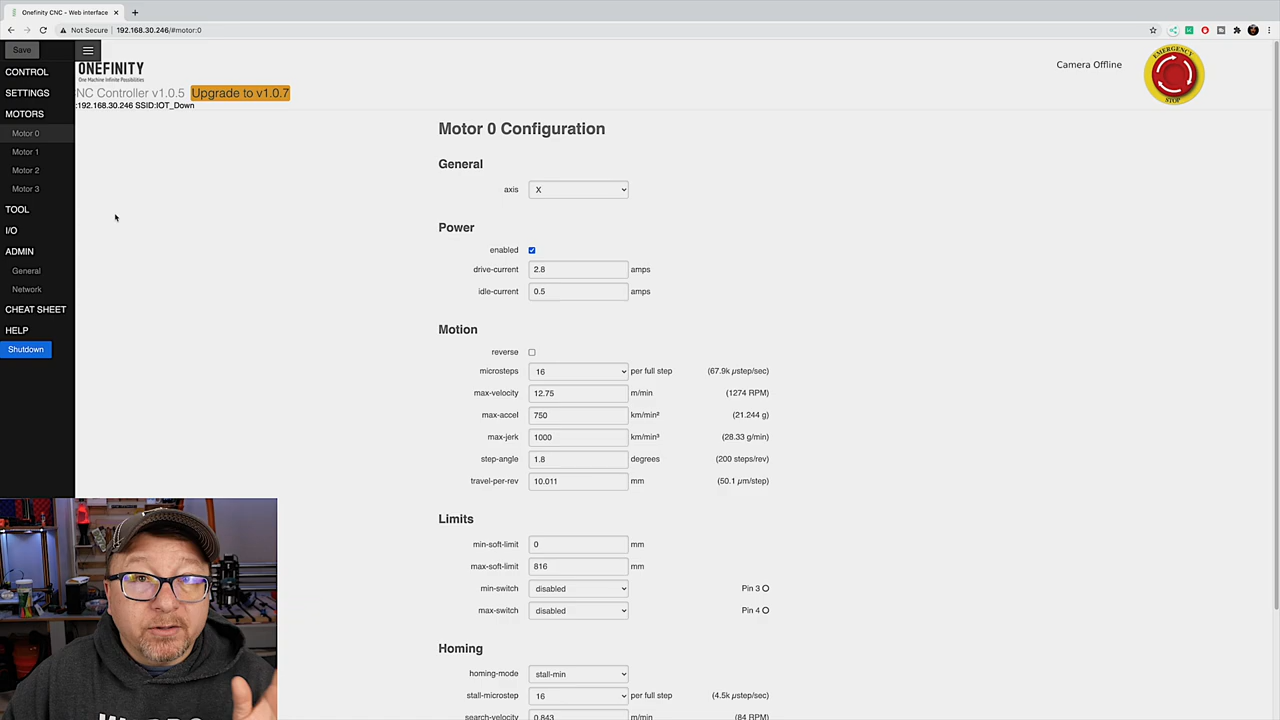 Onefinity CNC - Web interface
Not Secure 192.168.30.246/#motor:0
Save
CONTROL
SETTINGS
MOTORS
Motor 0
Motor 1
Motor 2
Motor 3
TOOL
I/O
ADMIN
General
Network
CHEAT SHEET
HELP
Shutdown
ONEFINITY
One Machine Infinite Possibilities
NC Controller v1.0.5 Upgrade to v1.0.7
:192.168.30.246 SSID:IOT_Down
Camera Offline
EMERGENCY
STOP
Motor 0 Configuration
General
axis X
Power
enabled
drive-current 2.8 amps
idle-current 0.5 amps
Motion
reverse
microsteps 16 per full step (67.9k µstep/sec)
max-velocity 12.75 m/min (1274 RPM)
max-accel 750 km/min² (21.244 g)
max-jerk 1000 km/min³ (28.33 g/min)
step-angle 1.8 degrees (200 steps/rev)
travel-per-rev 10.011 mm (50.1 µm/step)
Limits
min-soft-limit 0 mm
max-soft-limit 816 mm
min-switch disabled Pin 3
max-switch disabled Pin 4
Homing
homing-mode stall-min
stall-microstep 16 per full step (4.5k µstep/sec)
search-velocity 0.843 m/min (84 RPM)